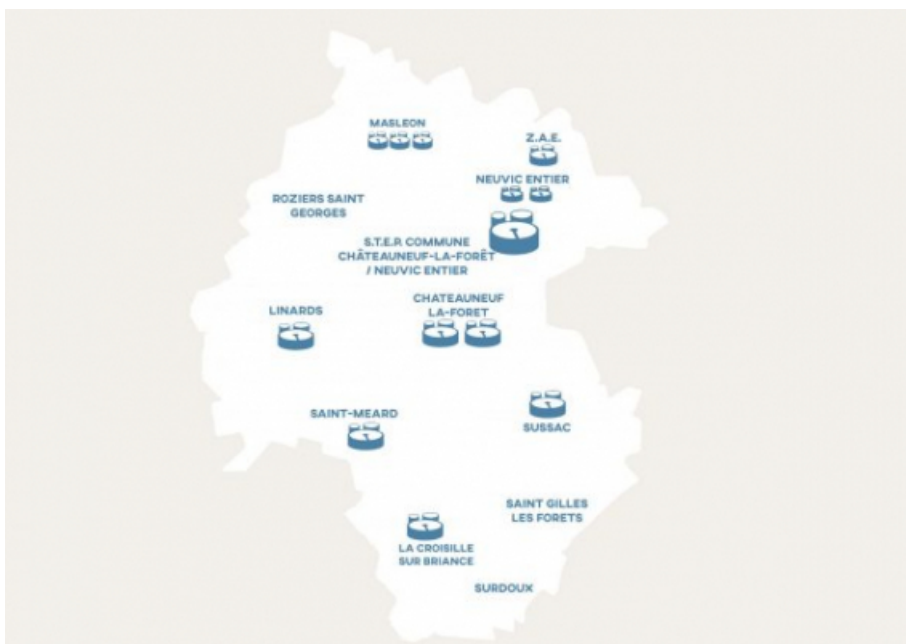 MASLEON
Z.A.E.
NEUVIC ENTIER
ROZIERS SAINT
GEORGES
S.T.E.P. COMMUNE
CHÂTEAUNEUF-LA-FORÊT
/ NEUVIC ENTIER
CHATEAUNEUF
LA-FORET
LINARDS
SAINT-MEARD
SUSSAC
SAINT GILLES
LES FORETS
LA CROISILLE
SUR BRIANCE
SURDOUX